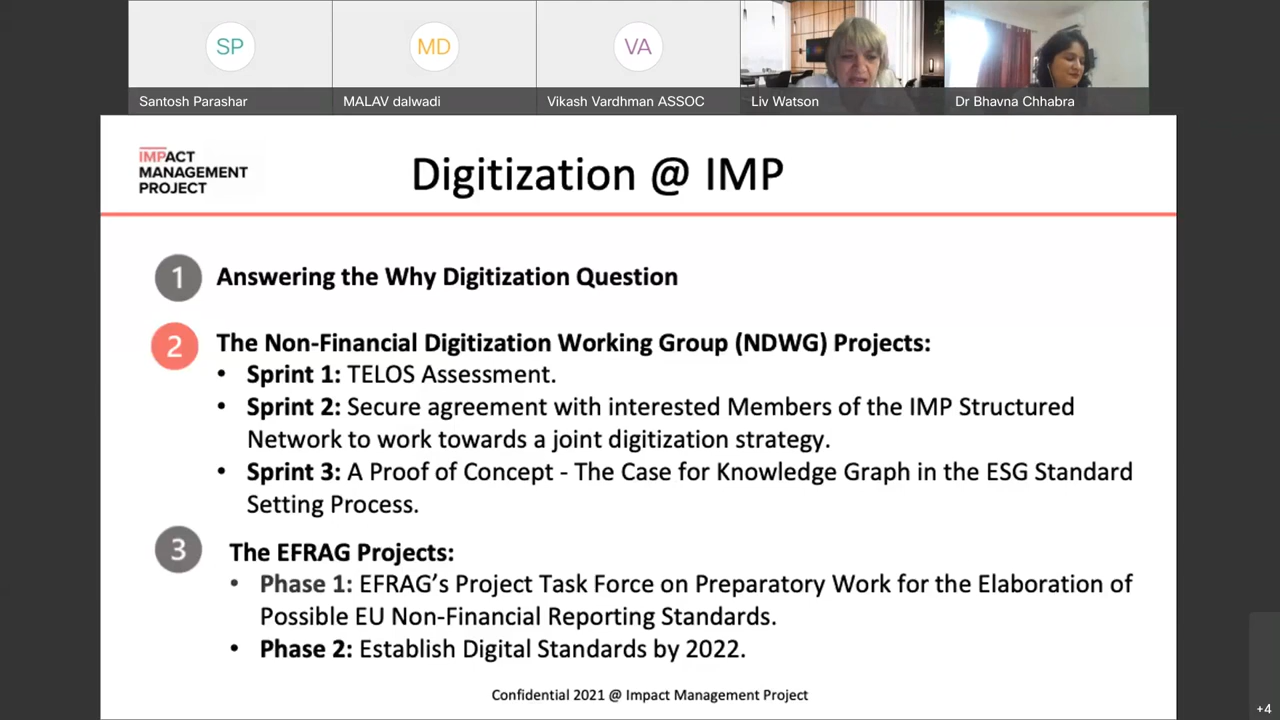 SP
MD
VA
Santosh Parashar
MALAV dalwadi
Vikash Vardhman ASSOC
Liv Watson
Dr Bhavna Chhabra
IMPACT
MANAGEMENT
PROJECT
Digitization @ IMP
1 Answering the Why Digitization Question
2 The Non-Financial Digitization Working Group (NDWG) Projects:
• Sprint 1: TELOS Assessment.
• Sprint 2: Secure agreement with interested Members of the IMP Structured
Network to work towards a joint digitization strategy.
• Sprint 3: A Proof of Concept - The Case for Knowledge Graph in the ESG Standard
Setting Process.
3 The EFRAG Projects:
• Phase 1: EFRAG’s Project Task Force on Preparatory Work for the Elaboration of
Possible EU Non-Financial Reporting Standards.
• Phase 2: Establish Digital Standards by 2022.
Confidential 2021 @ Impact Management Project
+4